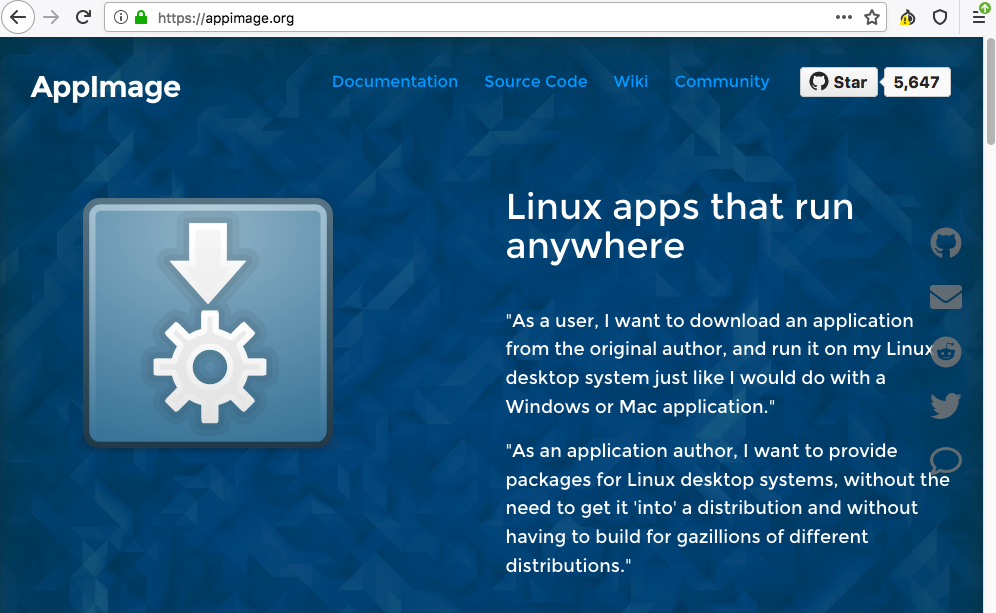 https://appimage.org
AppImage
Documentation Source Code Wiki Community Star 5,647
Linux apps that run
anywhere
"As a user, I want to download an application
from the original author, and run it on my Linux
desktop system just like I would do with a
Windows or Mac application."
"As an application author, I want to provide
packages for Linux desktop systems, without the
need to get it 'into' a distribution and without
having to build for gazillions of different
distributions."